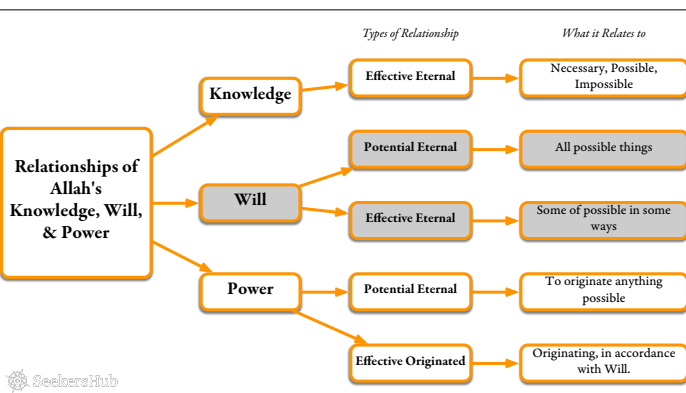 Types of Relationship
What it Relates to
Relationships of
Allah's
Knowledge, Will,
& Power
Knowledge
Effective Eternal
Necessary, Possible,
Impossible
Will
Potential Eternal
All possible things
Effective Eternal
Some of possible in some
ways
Power
Potential Eternal
To originate anything
possible
Effective Originated
Originating, in accordance
with Will.
SeekersHub